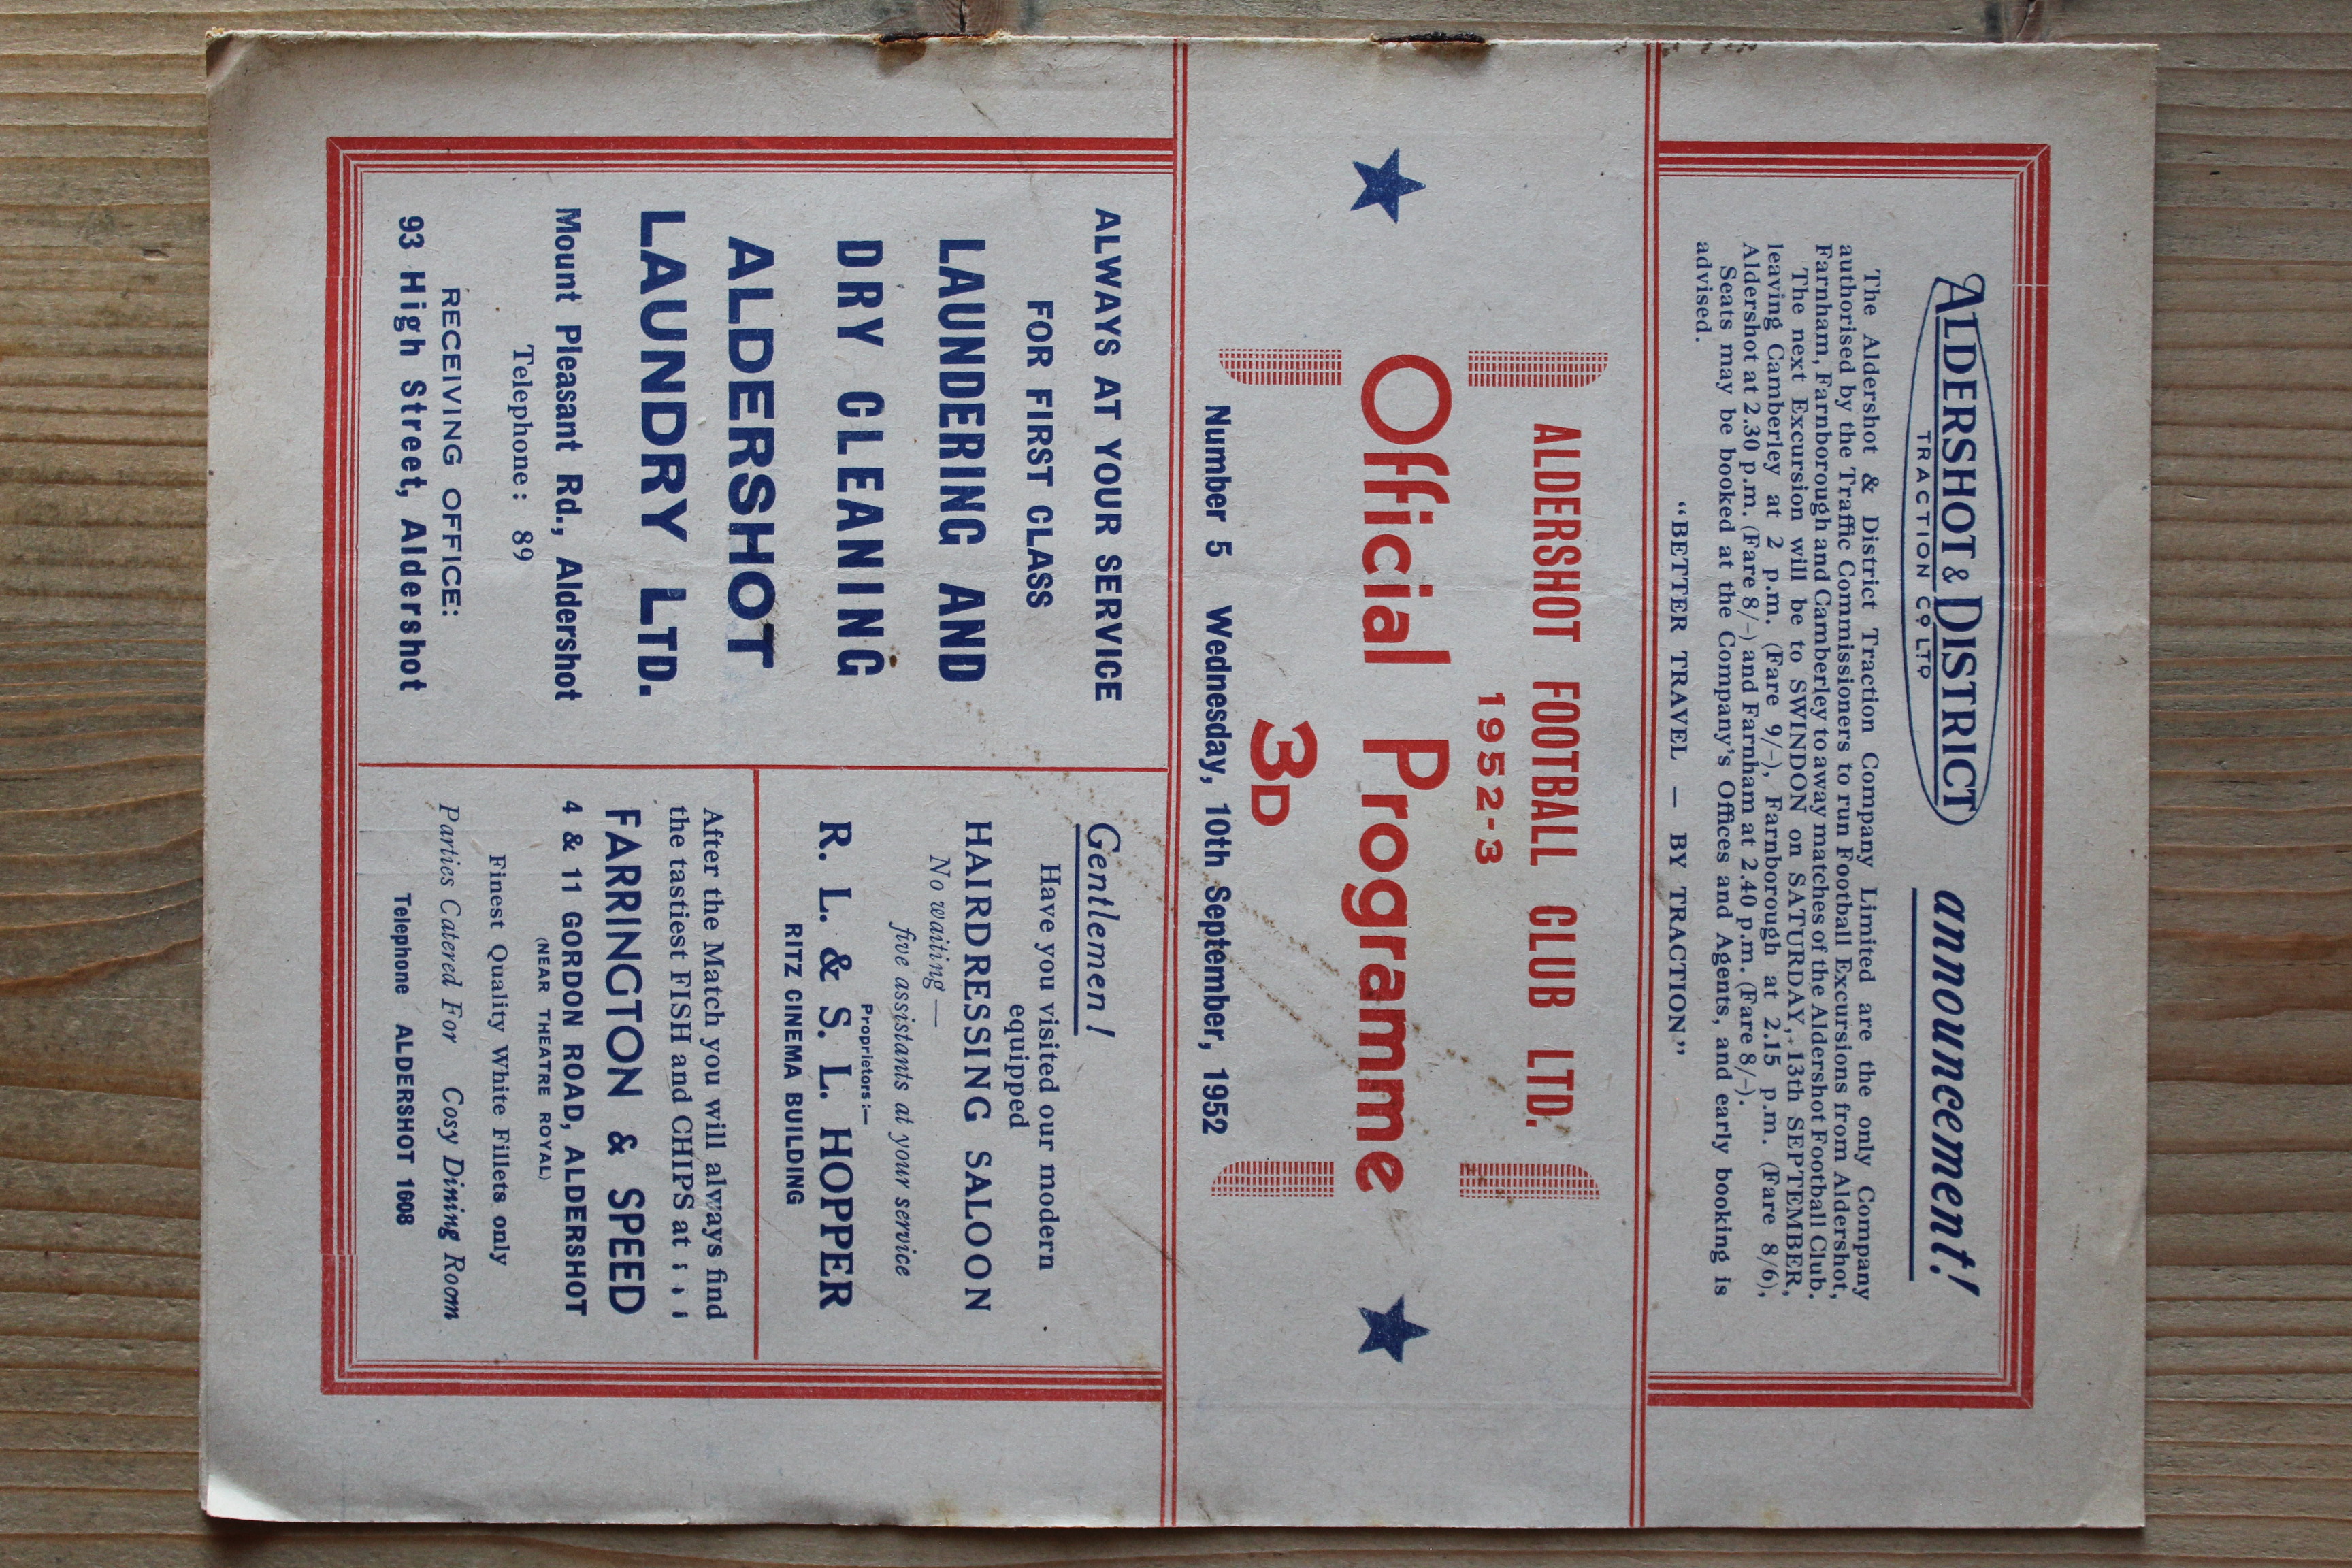 ALDERSHOT & DISTRICT
TRACTION CO LTD
announcement!
The Aldershot & District Traction Company Limited are the only Company
authorised by the Traffic Commissioners to run Football Excursions from Aldershot,
Farnham, Farnborough and Camberley to away matches of the Aldershot Football Club.
The next Excursion will be to SWINDON on SATURDAY, 13th SEPTEMBER,
leaving Camberley at 2 p.m. (Fare 9/-), Farnborough at 2.15 p.m. (Fare 8/6),
Aldershot at 2.30 p.m. (Fare 8/-) and Farnham at 2.40 p.m. (Fare 8/-).
Seats may be booked at the Company's Offices and Agents, and early booking is
advised.
"BETTER TRAVEL — BY TRACTION"
ALDERSHOT FOOTBALL CLUB LTD.
1952-3
Official Programme
3D
Number 5 Wednesday, 10th September, 1952
ALWAYS AT YOUR SERVICE
FOR FIRST CLASS
LAUNDERING AND
DRY CLEANING
ALDERSHOT
LAUNDRY LTD.
Mount Pleasant Rd., Aldershot
Telephone: 89
RECEIVING OFFICE:
93 High Street, Aldershot
Gentlemen!
Have you visited our modern
equipped
HAIRDRESSING SALOON
No waiting—
five assistants at your service
Proprietors:—
R. L. & S. L. HOPPER
RITZ CINEMA BUILDING
After the Match you will always find
the tastiest FISH and CHIPS at : : :
FARRINGTON & SPEED
4 & 11 GORDON ROAD, ALDERSHOT
(NEAR THEATRE ROYAL)
Finest Quality White Fillets only
Parties Catered For Cosy Dining Room
Telephone ALDERSHOT 1608